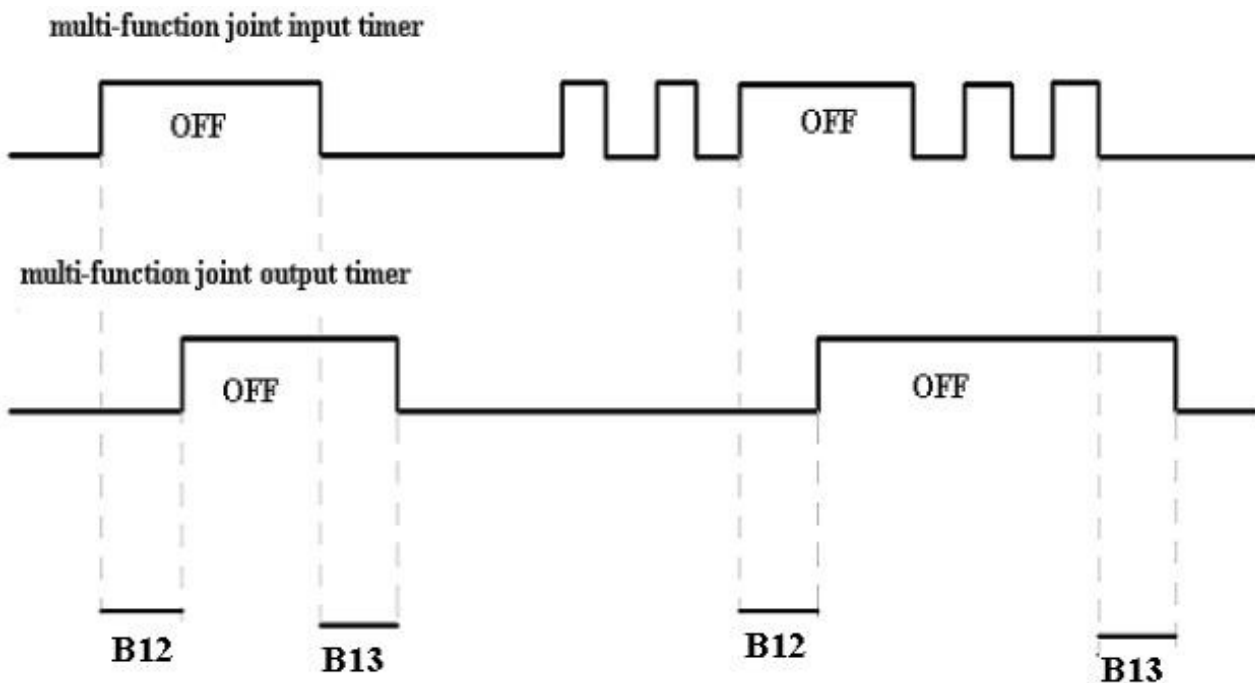 multi-function joint input timer
OFF
OFF
multi-function joint output timer
OFF
OFF
B12
B13
B12
B13